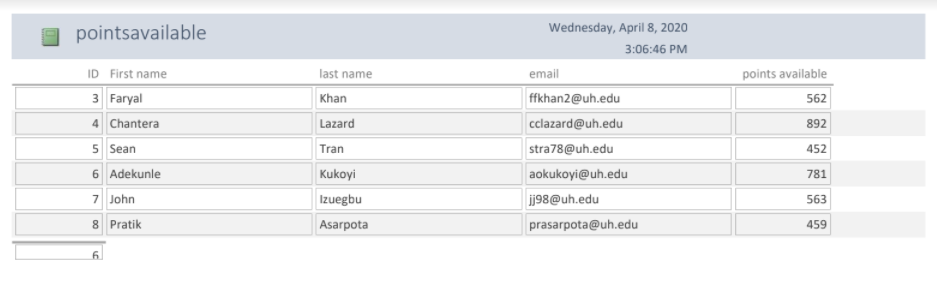 pointsavailable
Wednesday, April 8, 2020
3:06:46 PM
ID First name last name email points available
3 Faryal Khan ffkhan2@uh.edu 562
4 Chantera Lazard cclazard@uh.edu 892
5 Sean Tran stra78@uh.edu 452
6 Adekunle Kukoyi aokukoyi@uh.edu 781
7 John Izuegbu jj98@uh.edu 563
8 Pratik Asarpota prasarpota@uh.edu 459
6